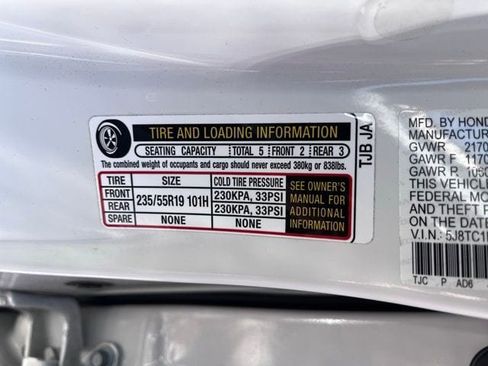 TIRE AND LOADING INFORMATION
SEATING CAPACITY TOTAL 5 FRONT 2 REAR 3
The combined weight of occupants and cargo should never exceed 380kg or 838lbs.
TIRE SIZE COLD TIRE PRESSURE
FRONT 235/55R19 101H 230KPA, 33PSI
REAR 230KPA, 33PSI
SPARE NONE NONE
SEE OWNER'S
MANUAL FOR
ADDITIONAL
INFORMATION
TJB JA
MFD. BY HOND
MANUFACTUR
GVWR 2170
GAWR F 1170
GAWR R
THIS VEHICLE
FEDERAL MO
AND THEFT P
ON THE DATE
V.I.N.: 5J8TC1
TJC P AD6